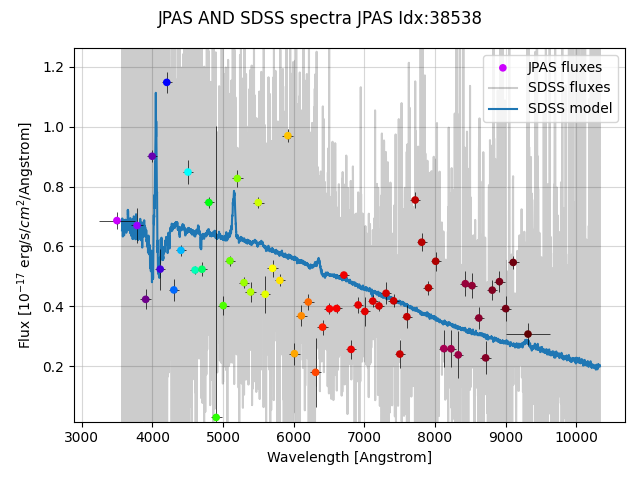 JPAS AND SDSS spectra JPAS Idx:38538
JPAS fluxes
SDSS fluxes
SDSS model
1.2
1.0
0.8
0.6
0.4
0.2
Flux [10⁻¹⁷ erg/s/cm²/Angstrom]
3000 4000 5000 6000 7000 8000 9000 10000
Wavelength [Angstrom]